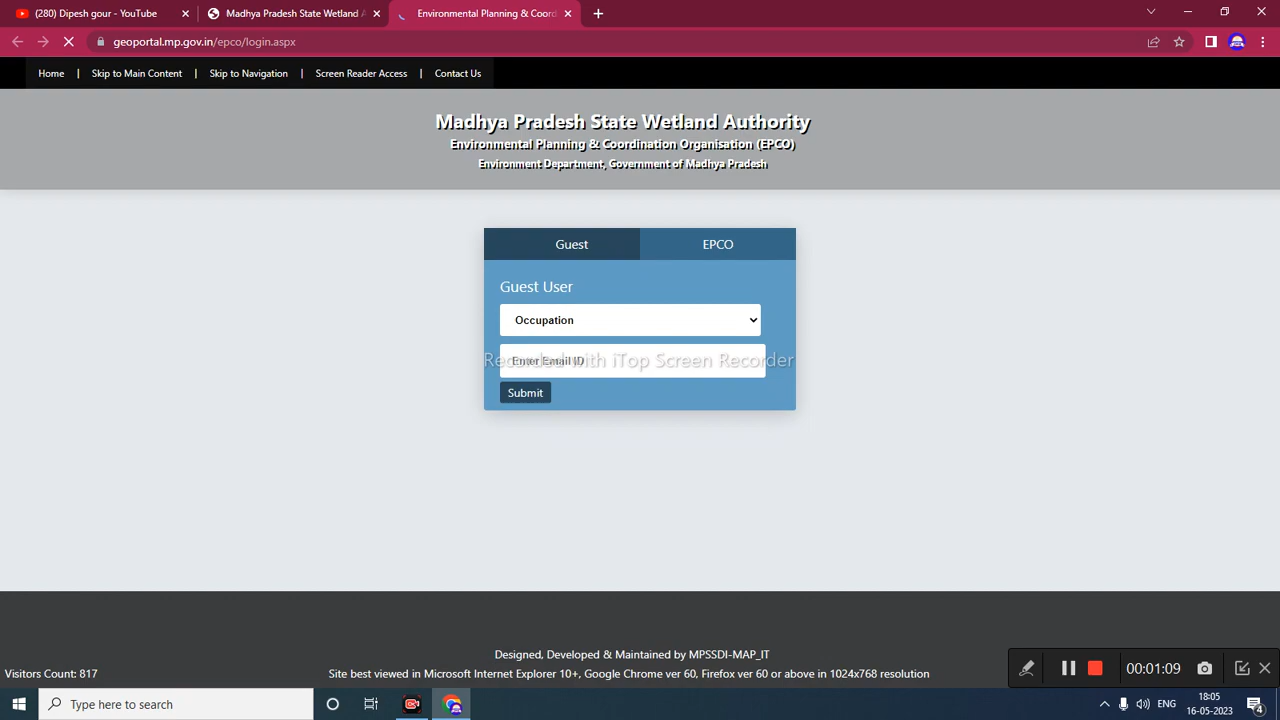 (280) Dipesh gour - YouTube
Madhya Pradesh State Wetland A
Environmental Planning & Coord
geoportal.mp.gov.in/epco/login.aspx
Home | Skip to Main Content | Skip to Navigation | Screen Reader Access | Contact Us
Madhya Pradesh State Wetland Authority
Environmental Planning & Coordination Organisation (EPCO)
Environment Department, Government of Madhya Pradesh
Guest
EPCO
Guest User
Occupation
Enter Email ID
Recorded with iTop Screen Recorder
Submit
Designed, Developed & Maintained by MPSSDI-MAP_IT
Visitors Count: 817
Site best viewed in Microsoft Internet Explorer 10+, Google Chrome ver 60, Firefox ver 60 or above in 1024x768 resolution
00:01:09
Type here to search
ENG
18:05
16-05-2023
4